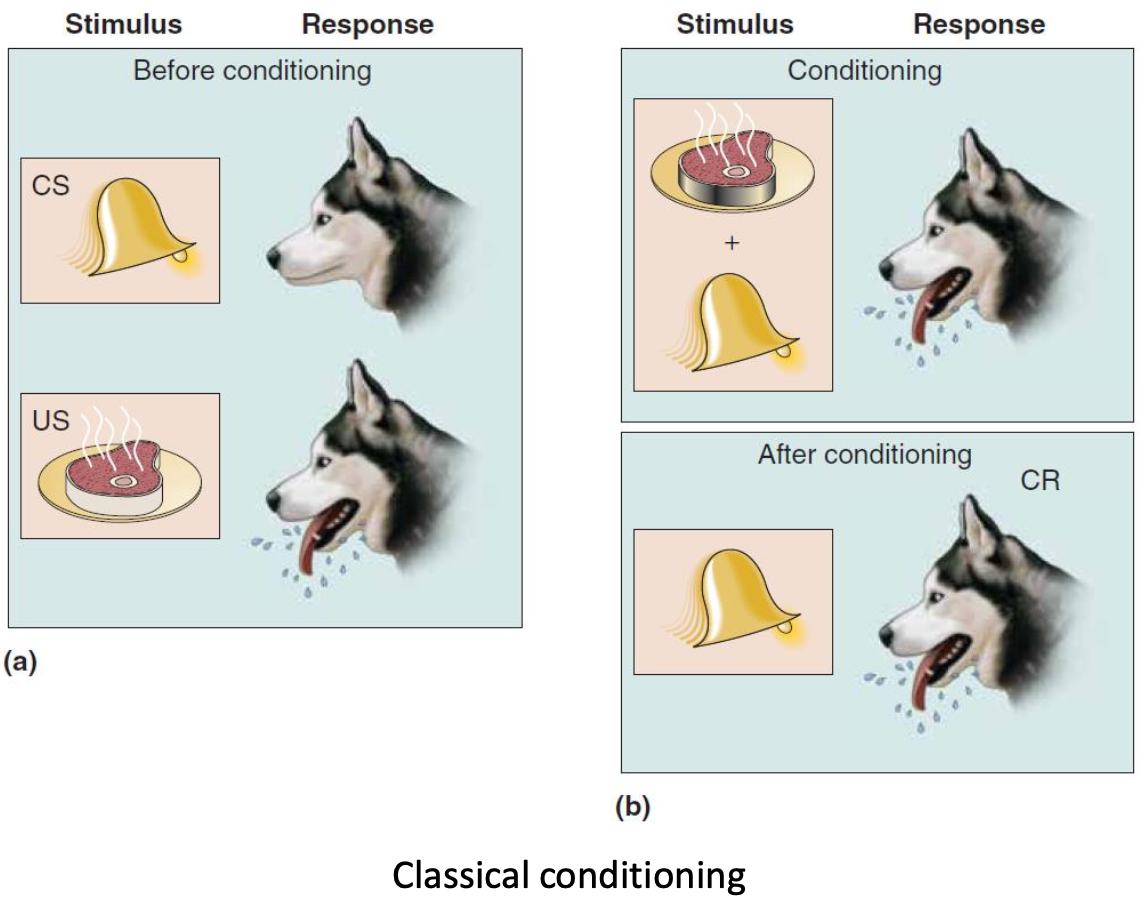 Stimulus Response
Before conditioning
CS
US
(a)
Stimulus Response
Conditioning
+
After conditioning
CR
(b)
Classical conditioning